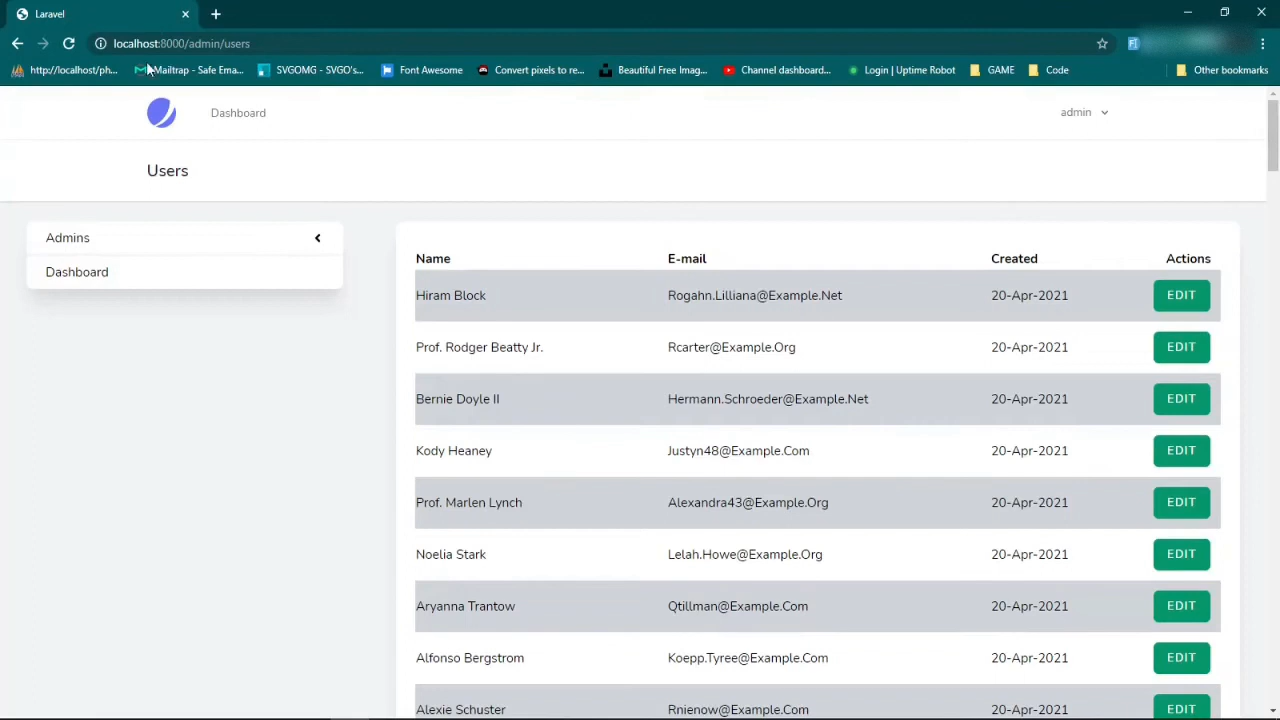 Laravel
localhost:8000/admin/users
http://localhost/ph... Mailtrap - Safe Ema... SVGOMG - SVGO's... Font Awesome Convert pixels to re... Beautiful Free Imag... Channel dashboard... Login | Uptime Robot GAME Code Other bookmarks
Dashboard admin
Users
Admins
Dashboard
Name E-mail Created Actions
Hiram Block Rogahn.Lilliana@Example.Net 20-Apr-2021 EDIT
Prof. Rodger Beatty Jr. Rcarter@Example.Org 20-Apr-2021 EDIT
Bernie Doyle II Hermann.Schroeder@Example.Net 20-Apr-2021 EDIT
Kody Heaney Justyn48@Example.Com 20-Apr-2021 EDIT
Prof. Marlen Lynch Alexandra43@Example.Org 20-Apr-2021 EDIT
Noelia Stark Lelah.Howe@Example.Org 20-Apr-2021 EDIT
Aryanna Trantow Qtillman@Example.Com 20-Apr-2021 EDIT
Alfonso Bergstrom Koepp.Tyree@Example.Com 20-Apr-2021 EDIT
Alexie Schuster Rnienow@Example.Com 20-Apr-2021 EDIT